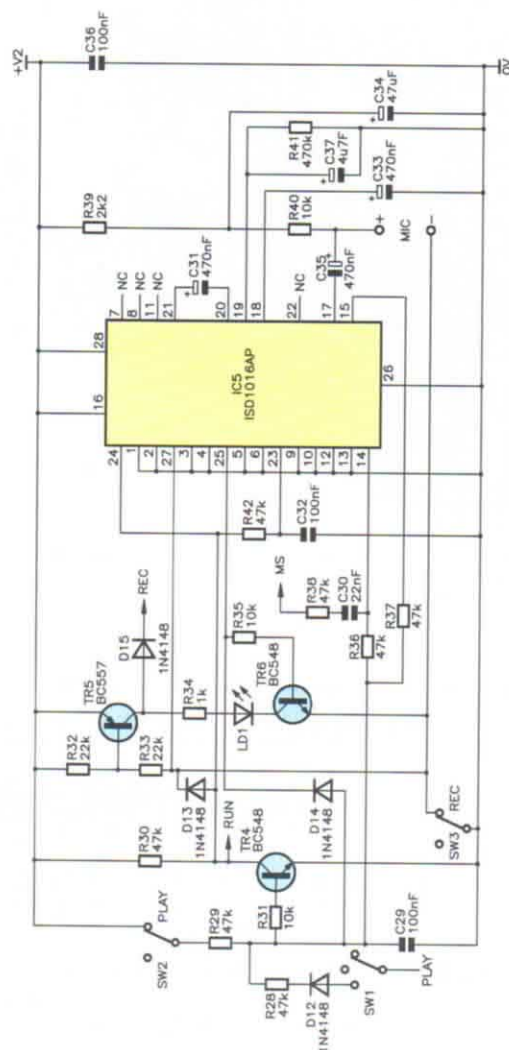 +V2
C36
100nF
0V
R39
2k2
C34
47uF
+
R41
470k
C37
4u7F
+
C33
470nF
+
R40
10k
+
MIC
−
C31
470nF
+
C35
470nF
+
NC
NC
NC
NC
7
8
11
21
20
19
18
22
17
15
28
16
26
IC5
ISD1016AP
24
1
2
27
3
4
25
5
6
23
9
10
12
13
14
R42
47k
C32
100nF
MS
R38
47k
C30
22nF
R36
47k
R37
47k
REC
D15
1N4148
TR5
BC557
R34
1k
LD1
R35
10k
TR6
BC548
R32
22k
R33
22k
D13
1N4148
D14
1N4148
R30
47k
RUN
TR4
BC548
R31
10k
REC
SW3
PLAY
SW2
R29
47k
C29
100nF
R28
47k
D12
1N4148
SW1
PLAY